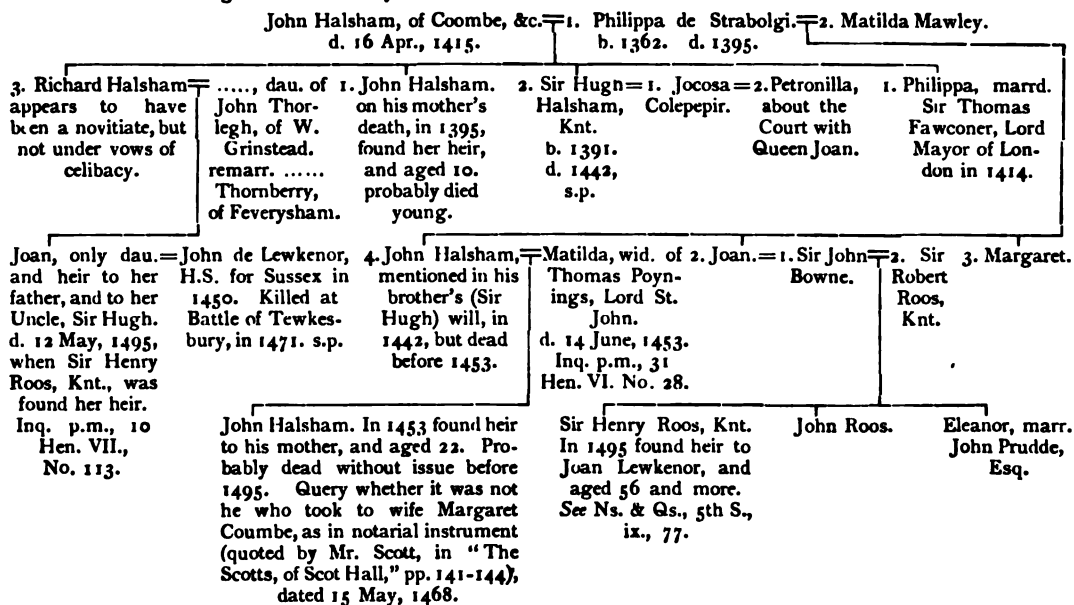 John Halsham, of Coombe, &c.=1. Philippa de Strabolgi.=2. Matilda Mawley.
d. 16 Apr., 1415.
b. 1362. d. 1395.
3. Richard Halsham=
appears to have
been a novitiate, but
not under vows of
celibacy.
....., dau. of
John Thor-
legh, of W.
Grinstead.
remarr. ......
Thornberry,
of Feversham.
1. John Halsham.
on his mother's
death, in 1395,
found her heir,
and aged 10.
probably died
young.
2. Sir Hugh=
Halsham,
Knt.
b. 1391.
d. 1442,
s.p.
1. Jocosa=
Colepepir.
2. Petronilla,
about the
Court with
Queen Joan.
1. Philippa, marrd.
Sir Thomas
Fawconer, Lord
Mayor of Lon-
don in 1414.
Joan, only dau.=
and heir to her
father, and to her
Uncle, Sir Hugh.
d. 12 May, 1495,
when Sir Henry
Roos, Knt., was
found her heir.
Inq. p.m., 10
Hen. VII.,
No. 113.
John de Lewkenor,
H.S. for Sussex in
1450. Killed at
Battle of Tewkes-
bury, in 1471. s.p.
4. John Halsham,=
mentioned in his
brother's (Sir
Hugh) will, in
1442, but dead
before 1453.
Matilda, wid. of
Thomas Poyn-
ings, Lord St.
John.
d. 14 June, 1453.
Inq. p.m., 31
Hen. VI. No. 28.
2. Joan.=
1. Sir John=
Bowne.
2. Sir
Robert
Roos,
Knt.
3. Margaret.
John Halsham. In 1453 found heir
to his mother, and aged 22. Pro-
bably dead without issue before
1495. Query whether it was not
he who took to wife Margaret
Coumbe, as in notarial instrument
(quoted by Mr. Scott, in "The
Scotts, of Scot Hall," pp. 141-144),
dated 15 May, 1468.
Sir Henry Roos, Knt.
In 1495 found heir to
Joan Lewkenor, and
aged 56 and more.
See Ns. & Qs., 5th S.,
ix., 77.
John Roos.
Eleanor, marr.
John Prudde,
Esq.